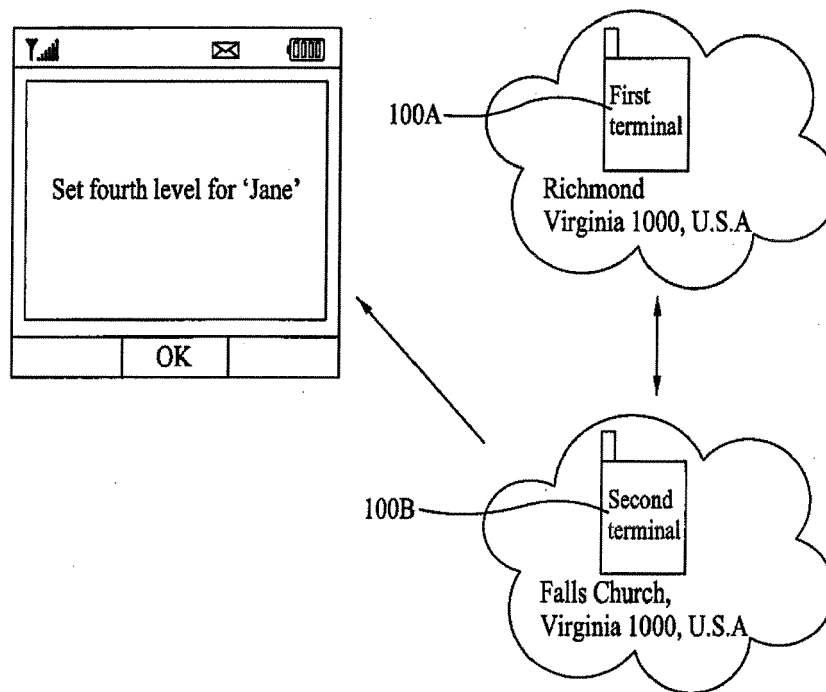 Set fourth level for ‘Jane’
OK
100A
First
terminal
Richmond
Virginia 1000, U.S.A
100B
Second
terminal
Falls Church,
Virginia 1000, U.S.A